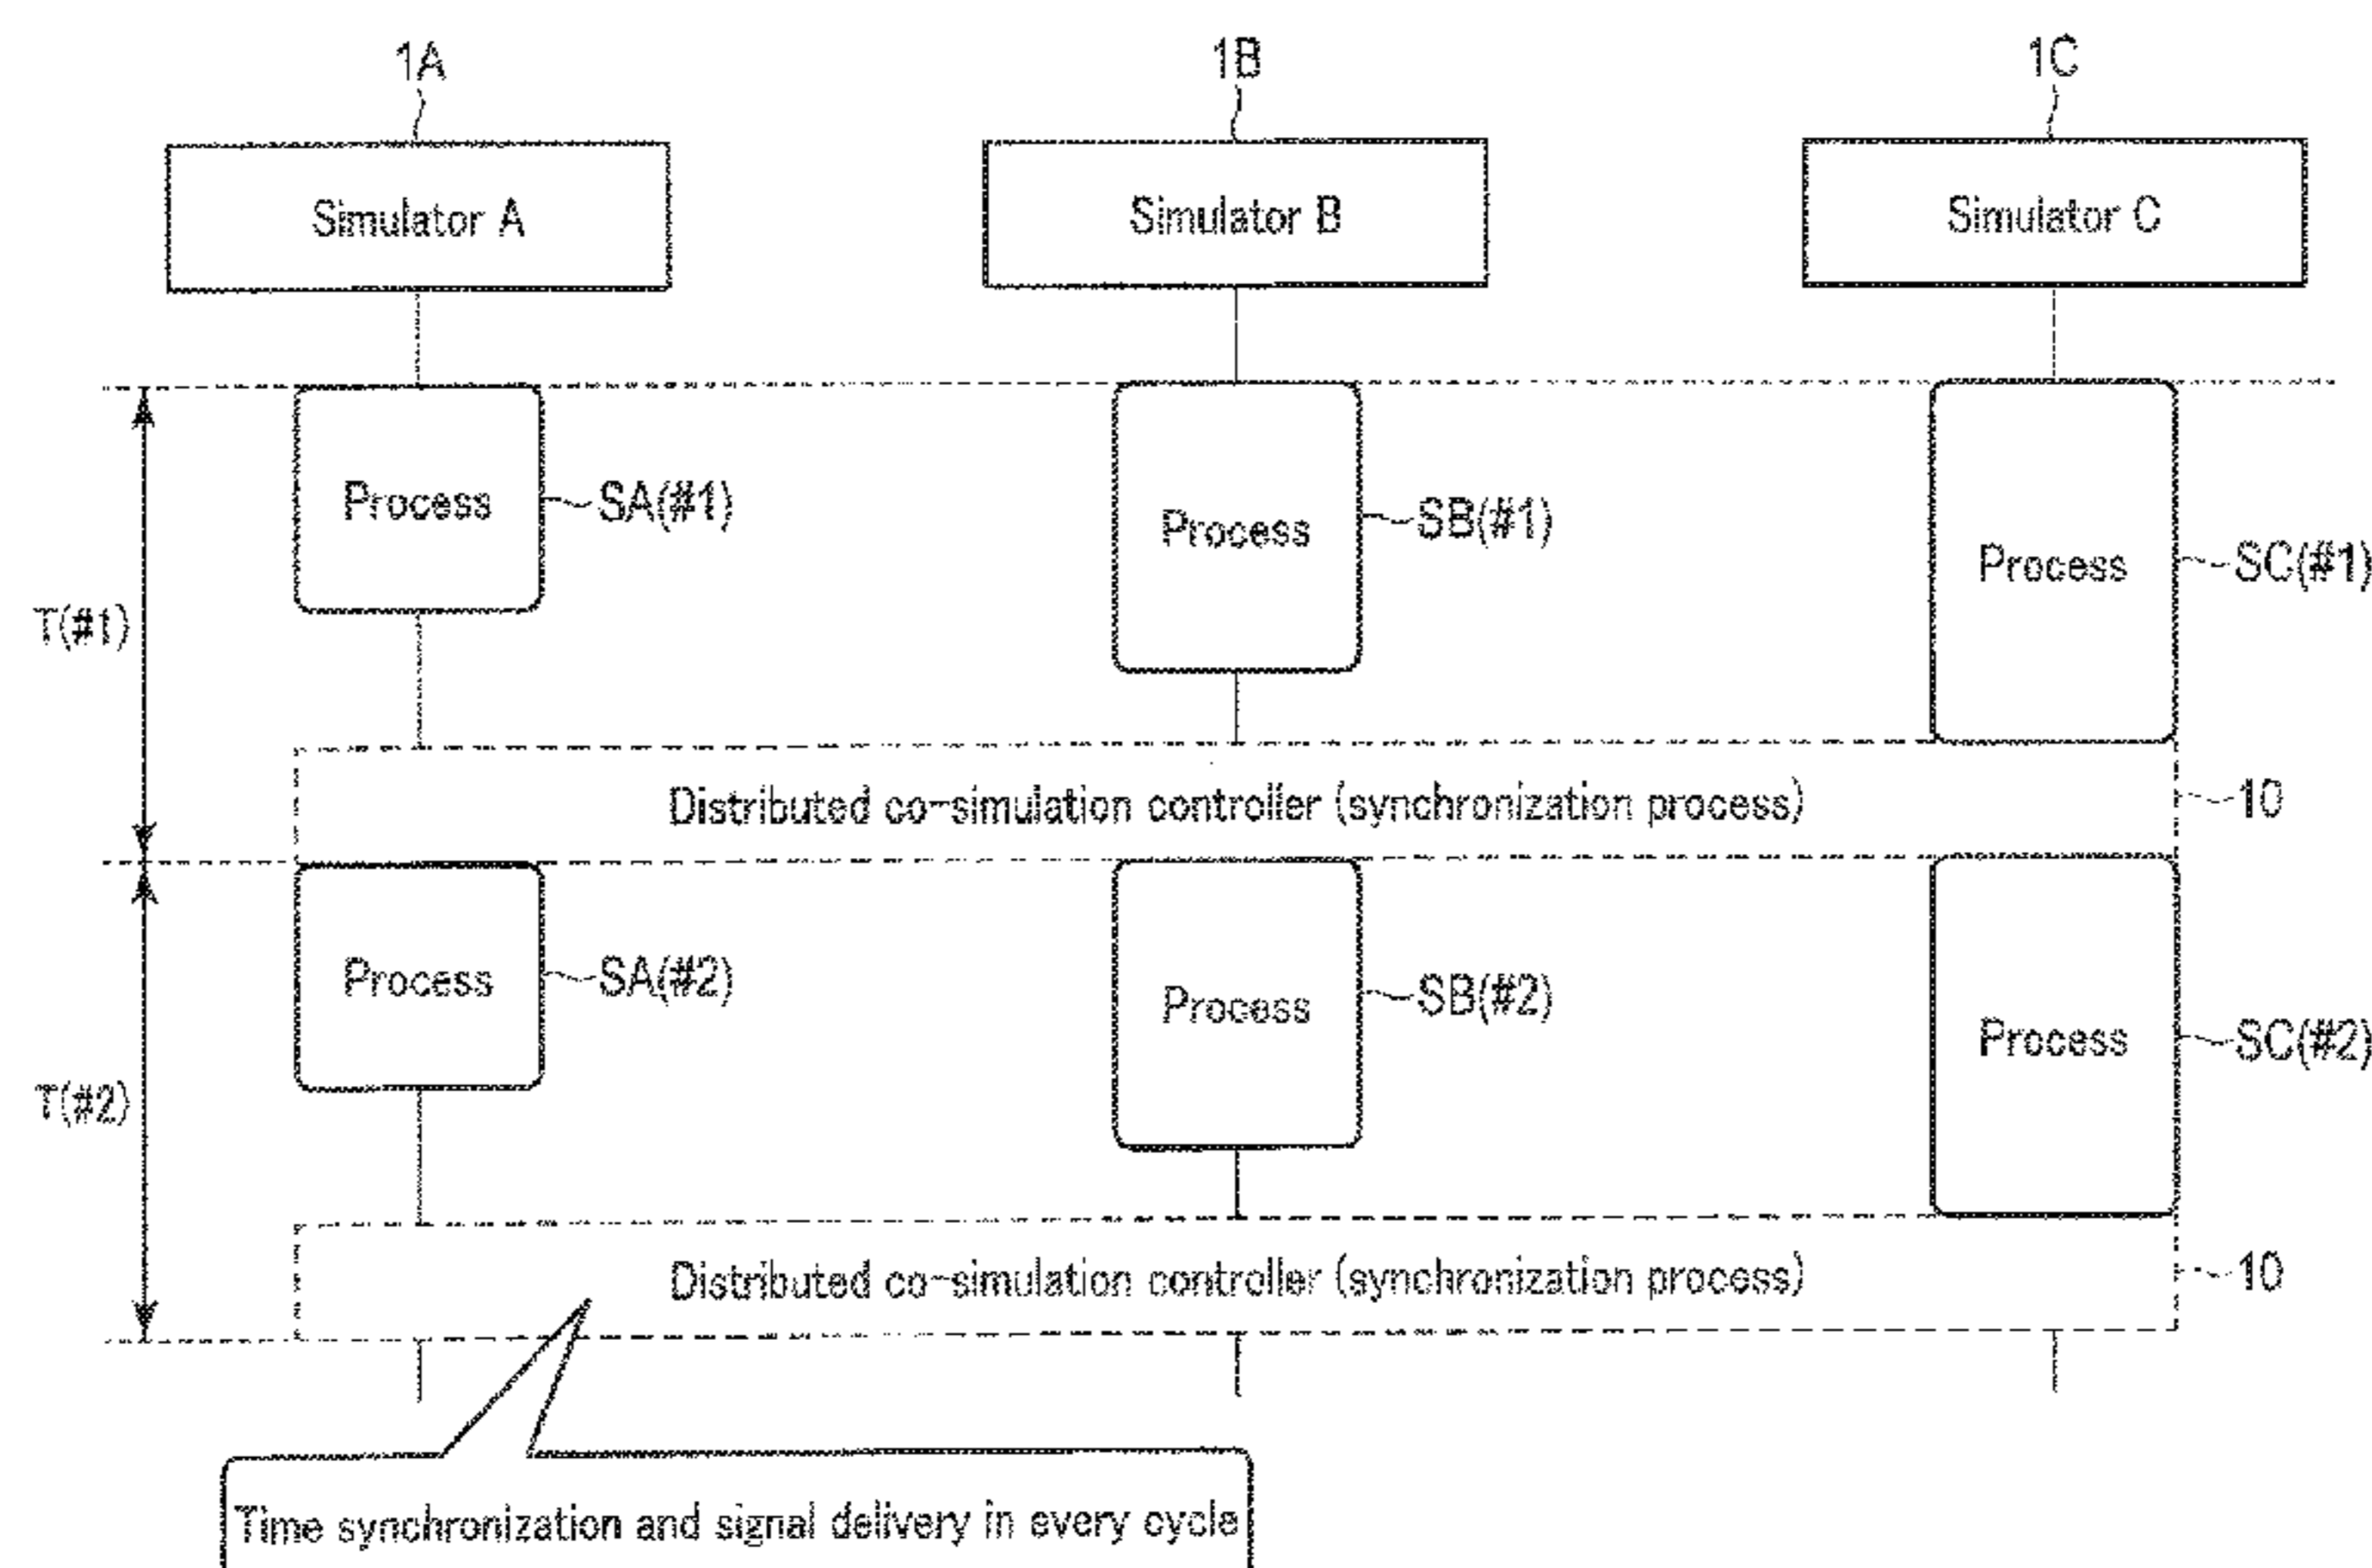 1A
1B
1C
Simulator A
Simulator B
Simulator C
Process
SA(#1)
Process
SB(#1)
Process
SC(#1)
T(#1)
Distributed co-simulation controller (synchronization process)
10
Process
SA(#2)
Process
SB(#2)
Process
SC(#2)
T(#2)
Distributed co-simulation controller (synchronization process)
10
Time synchronization and signal delivery in every cycle